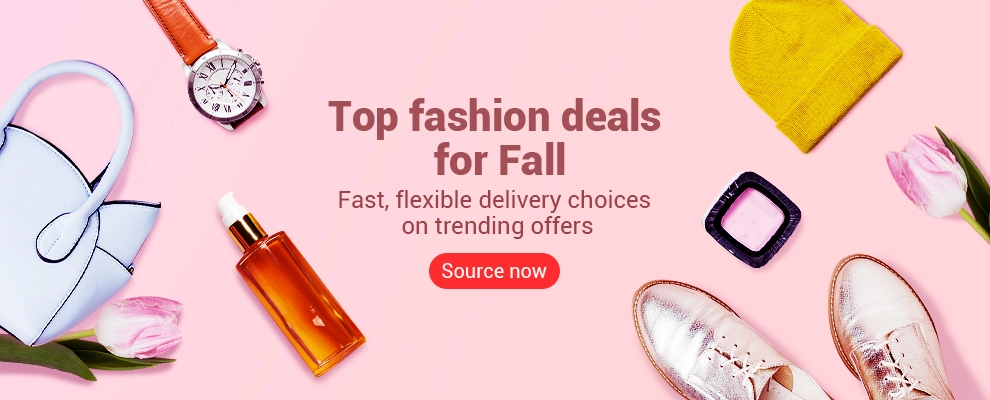 Top fashion deals
for Fall
Fast, flexible delivery choices
on trending offers
Source now